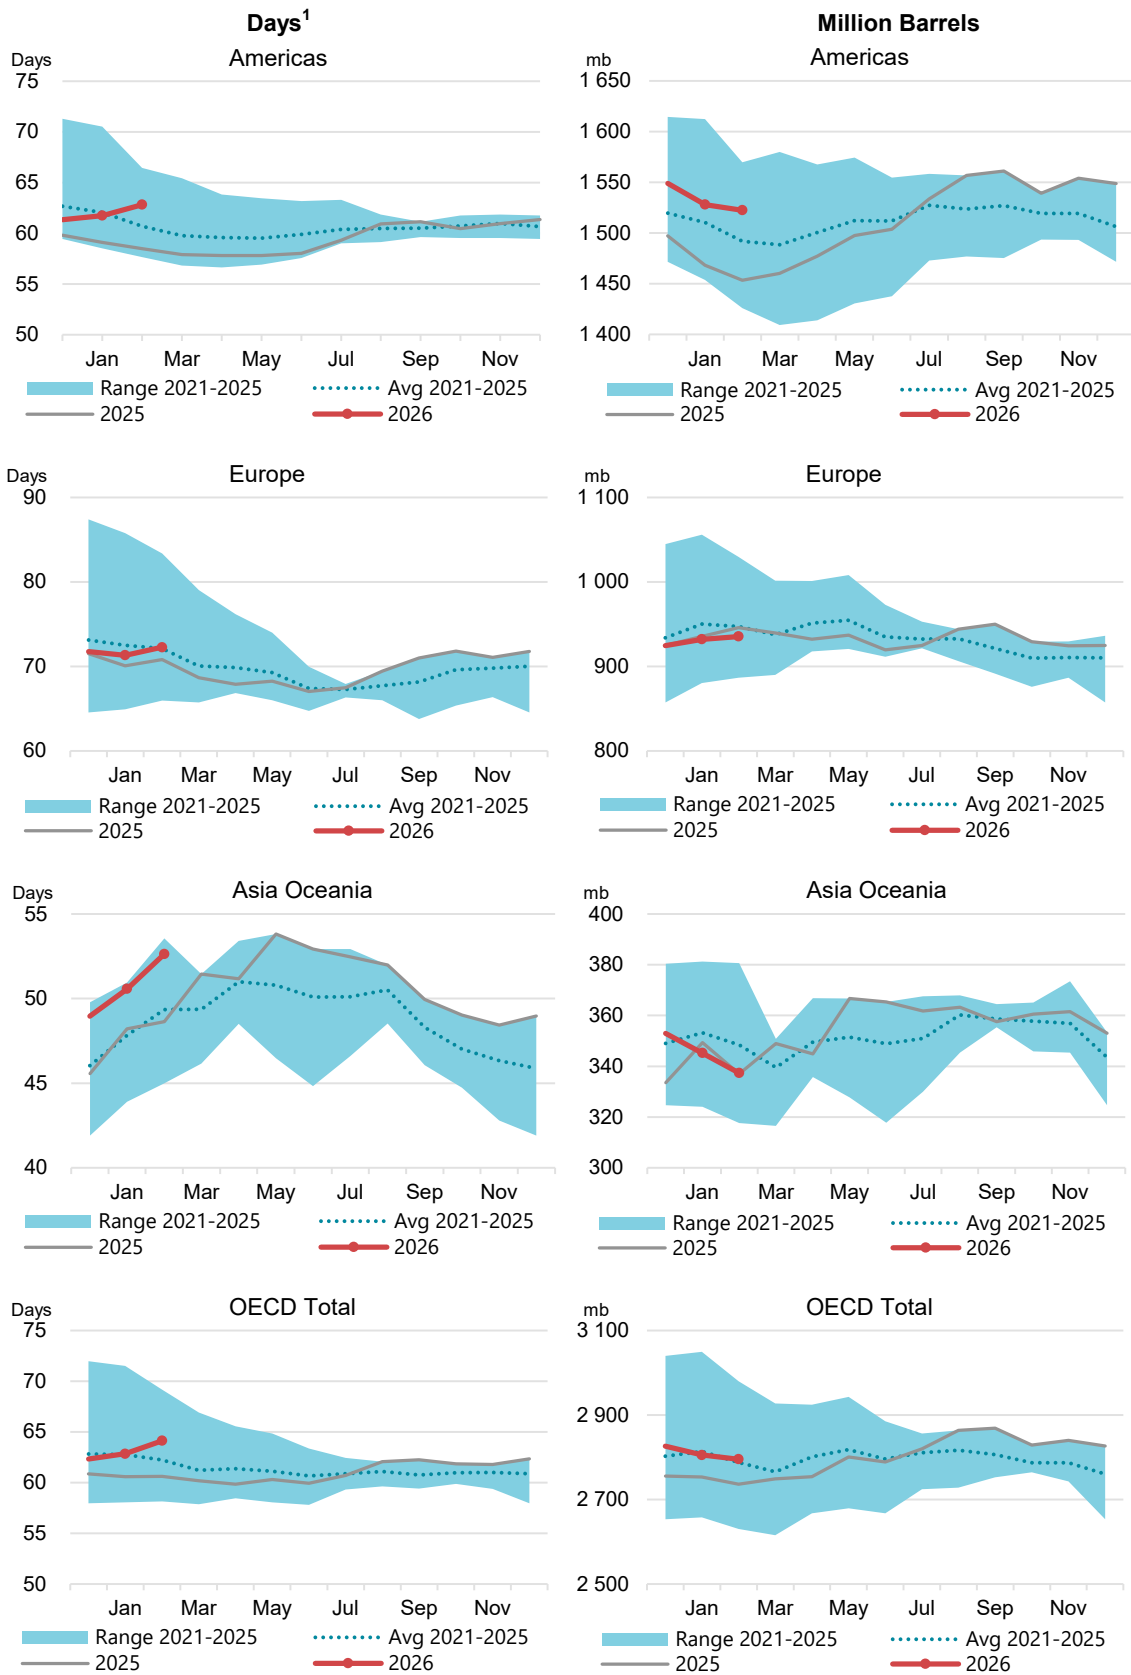 Days¹
Million Barrels
Days
Americas
75
70
65
60
55
50
Jan Mar May Jul Sep Nov
Range 2021-2025
Avg 2021-2025
2025
2026
mb
Americas
1 650
1 600
1 550
1 500
1 450
1 400
Jan Mar May Jul Sep Nov
Range 2021-2025
Avg 2021-2025
2025
2026
Days
Europe
90
80
70
60
Jan Mar May Jul Sep Nov
Range 2021-2025
Avg 2021-2025
2025
2026
mb
Europe
1 100
1 000
900
800
Jan Mar May Jul Sep Nov
Range 2021-2025
Avg 2021-2025
2025
2026
Days
Asia Oceania
55
50
45
40
Jan Mar May Jul Sep Nov
Range 2021-2025
Avg 2021-2025
2025
2026
mb
Asia Oceania
400
380
360
340
320
300
Jan Mar May Jul Sep Nov
Range 2021-2025
Avg 2021-2025
2025
2026
Days
OECD Total
75
70
65
60
55
50
Jan Mar May Jul Sep Nov
Range 2021-2025
Avg 2021-2025
2025
2026
mb
OECD Total
3 100
2 900
2 700
2 500
Jan Mar May Jul Sep Nov
Range 2021-2025
Avg 2021-2025
2025
2026